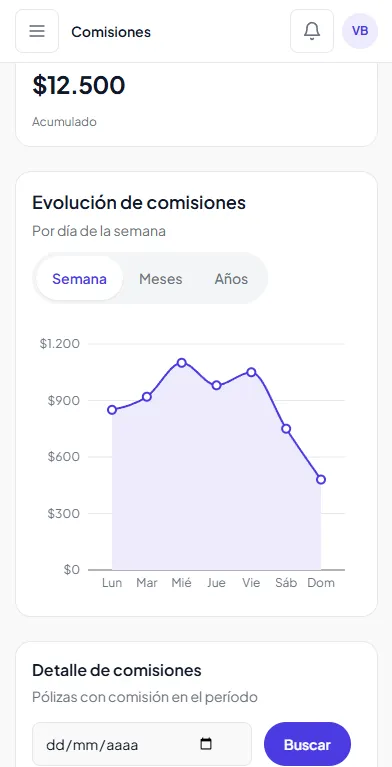 Comisiones
VB
$12.500
Acumulado
Evolución de comisiones
Por día de la semana
Semana Meses Años
$1.200
$900
$600
$300
$0
Lun Mar Mié Jue Vie Sáb Dom
Detalle de comisiones
Pólizas con comisión en el período
dd/mm/aaaa Buscar